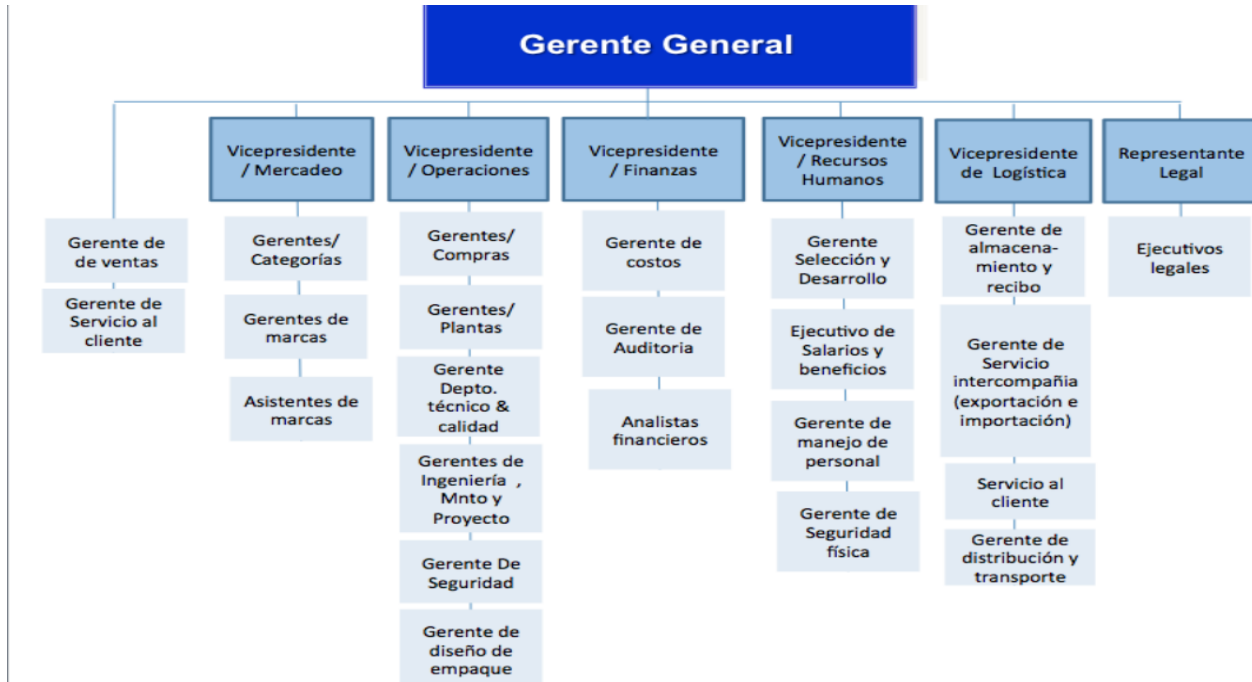 Gerente General
Vicepresidente
/ Mercadeo
Vicepresidente
/ Operaciones
Vicepresidente
/ Finanzas
Vicepresidente
/ Recursos
Humanos
Vicepresidente
de Logística
Representante
Legal
Gerente de
de ventas
Gerente de
Servicio al
cliente
Gerentes/
Categorías
Gerentes de
marcas
Asistentes de
marcas
Gerentes/
Compras
Gerentes/
Plantas
Gerente
Depto.
técnico &
calidad
Gerentes de
Ingeniería ,
Mnto y
Proyecto
Gerente De
Seguridad
Gerente de
diseño de
empaque
Gerente de
costos
Gerente de
Auditoria
Analistas
financieros
Gerente
Selección y
Desarrollo
Ejecutivo de
Salarios y
beneficios
Gerente de
manejo de
personal
Gerente de
Seguridad
física
Gerente de
almacena-
miento y
recibo
Gerente de
Servicio
intercompañia
(exportación e
importación)
Servicio al
cliente
Gerente de
distribución y
transporte
Ejecutivos
legales